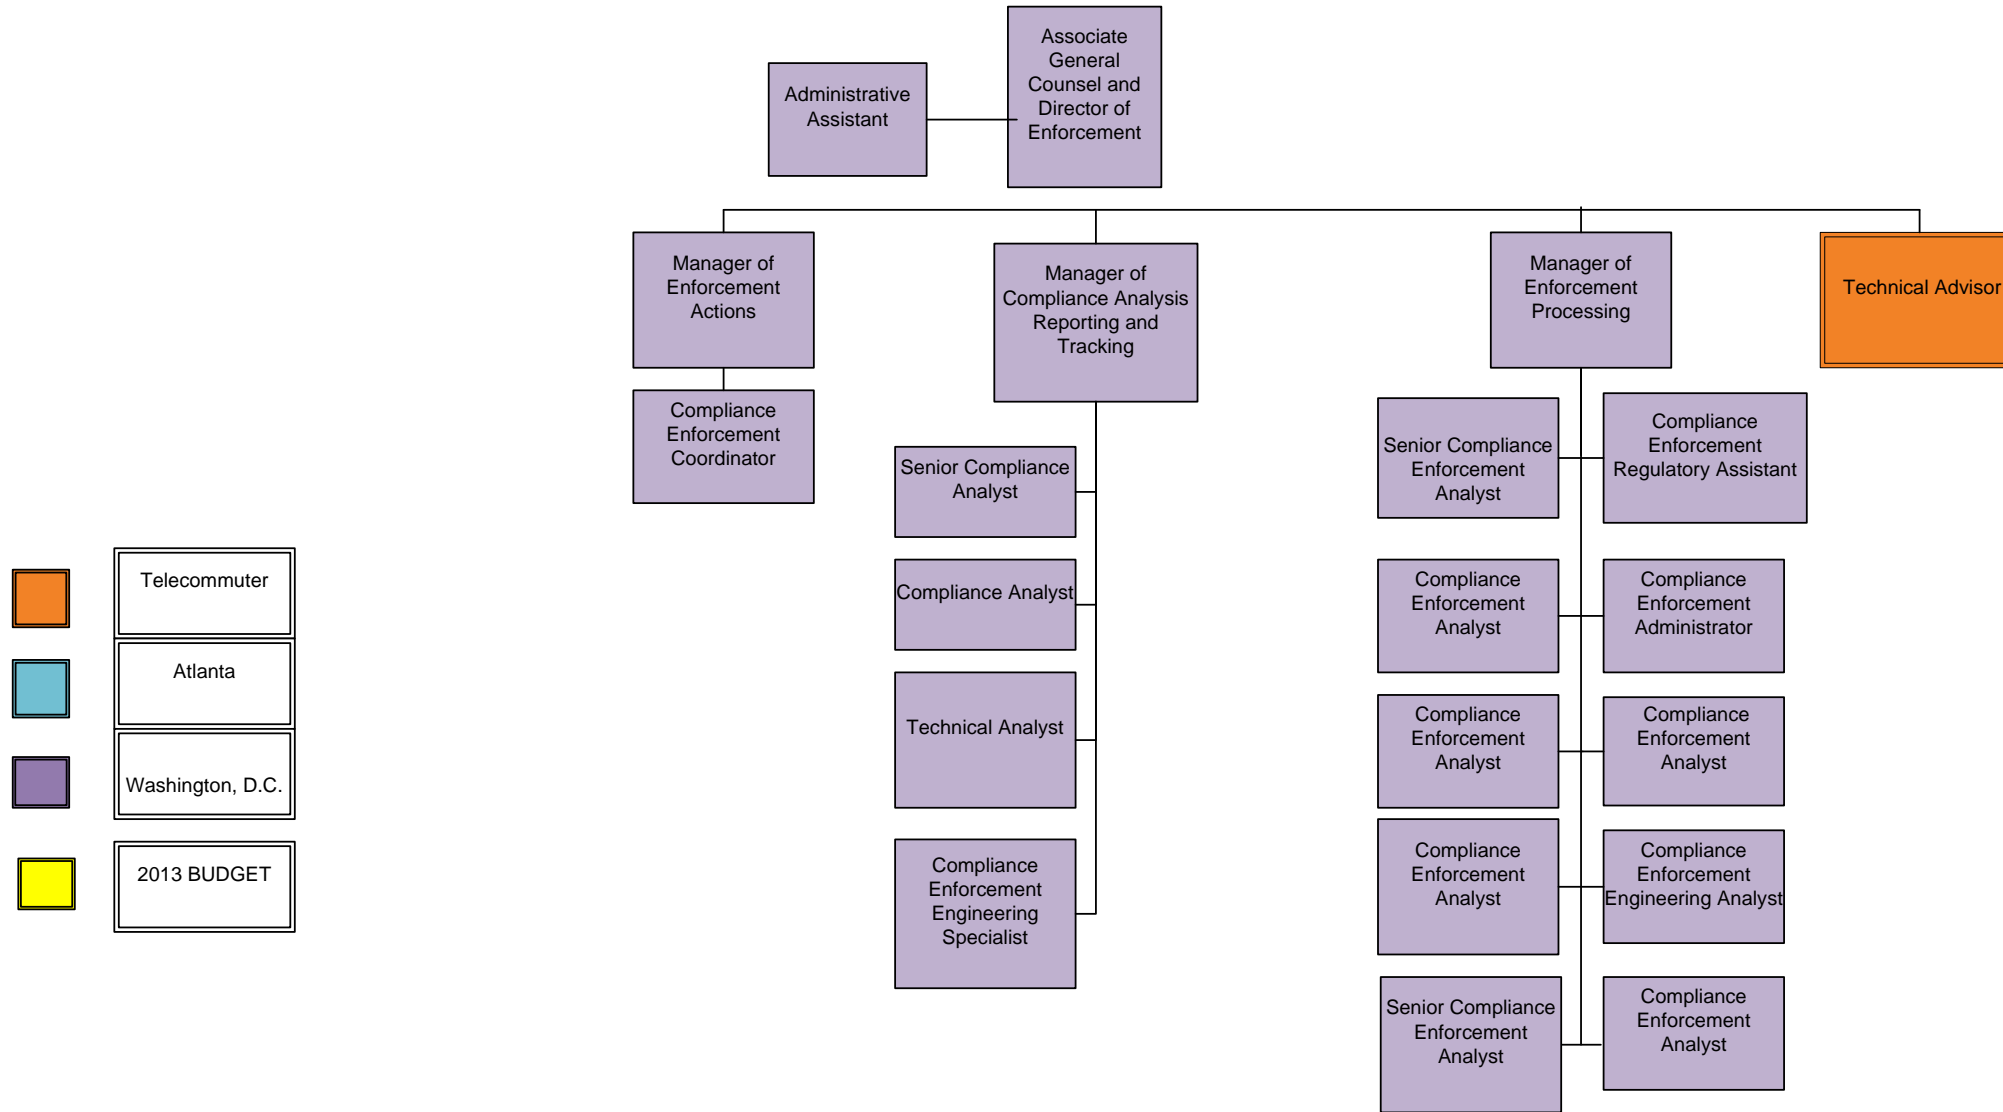 Associate
General
Counsel and
Director of
Enforcement
Administrative
Assistant
Manager of
Enforcement
Actions
Manager of
Compliance Analysis
Reporting and
Tracking
Manager of
Enforcement
Processing
Technical Advisor
Compliance
Enforcement
Coordinator
Senior Compliance
Analyst
Compliance Analyst
Technical Analyst
Compliance
Enforcement
Engineering
Specialist
Senior Compliance
Enforcement
Analyst
Compliance
Enforcement
Regulatory Assistant
Compliance
Enforcement
Analyst
Compliance
Enforcement
Administrator
Compliance
Enforcement
Analyst
Compliance
Enforcement
Analyst
Compliance
Enforcement
Analyst
Compliance
Enforcement
Engineering Analyst
Senior Compliance
Enforcement
Analyst
Compliance
Enforcement
Analyst
Telecommuter
Atlanta
Washington, D.C.
2013 BUDGET